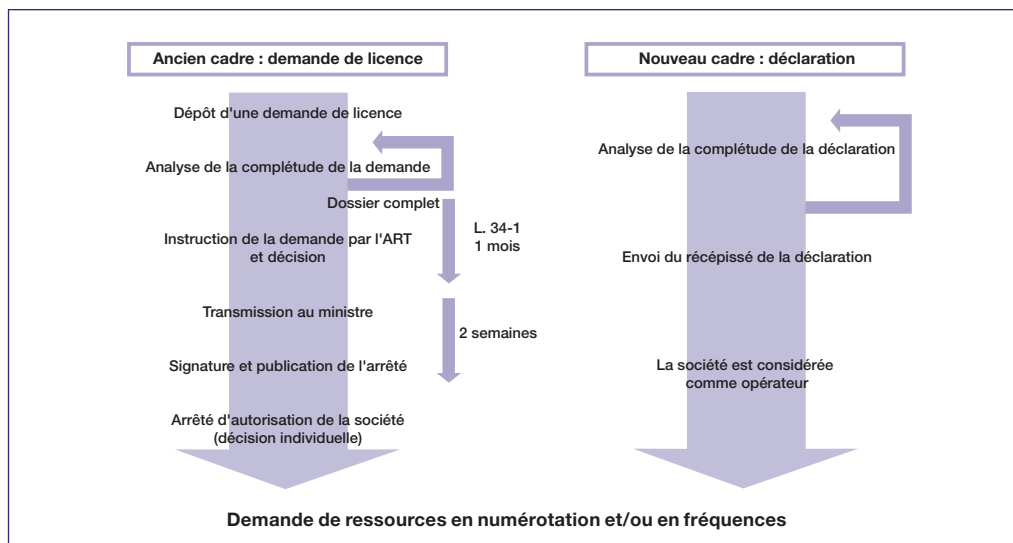 Ancien cadre : demande de licence
Dépôt d'une demande de licence
Analyse de la complétude de la demande
Dossier complet
L. 34-1
1 mois
Instruction de la demande par l'ART
et décision
Transmission au ministre
2 semaines
Signature et publication de l'arrêté
Arrêté d'autorisation de la société
(décision individuelle)
Nouveau cadre : déclaration
Analyse de la complétude de la déclaration
Envoi du récépissé de la déclaration
La société est considérée
comme opérateur
Demande de ressources en numérotation et/ou en fréquences